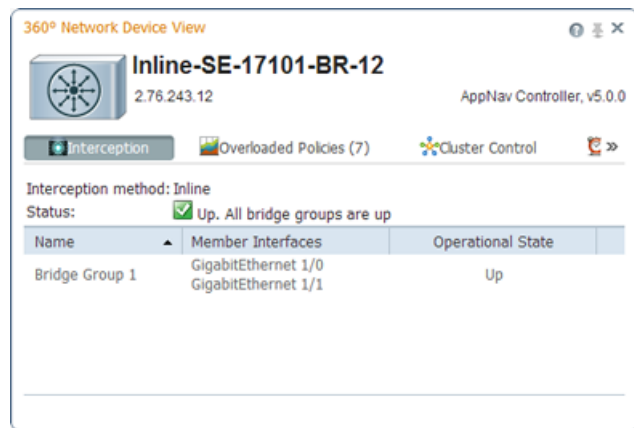 360º Network Device View
Inline-SE-17101-BR-12
2.76.243.12
AppNav Controller, v5.0.0
Interception Overloaded Policies (7) Cluster Control »
Interception method: Inline
Status: Up. All bridge groups are up
Name Member Interfaces Operational State
Bridge Group 1 GigabitEthernet 1/0 Up
GigabitEthernet 1/1